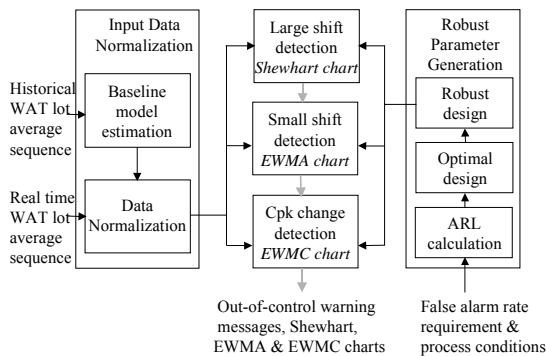 Input Data
Normalization
Historical
WAT lot
average
sequence
Baseline
model
estimation
Real time
WAT lot
average
sequence
Data
Normalization
Large shift
detection
Shewhart chart
Small shift
detection
EWMA chart
Cpk change
detection
EWMC chart
Out-of-control warning
messages, Shewhart,
EWMA & EWMC charts
Robust
Parameter
Generation
Robust
design
Optimal
design
ARL
calculation
False alarm rate
requirement &
process conditions